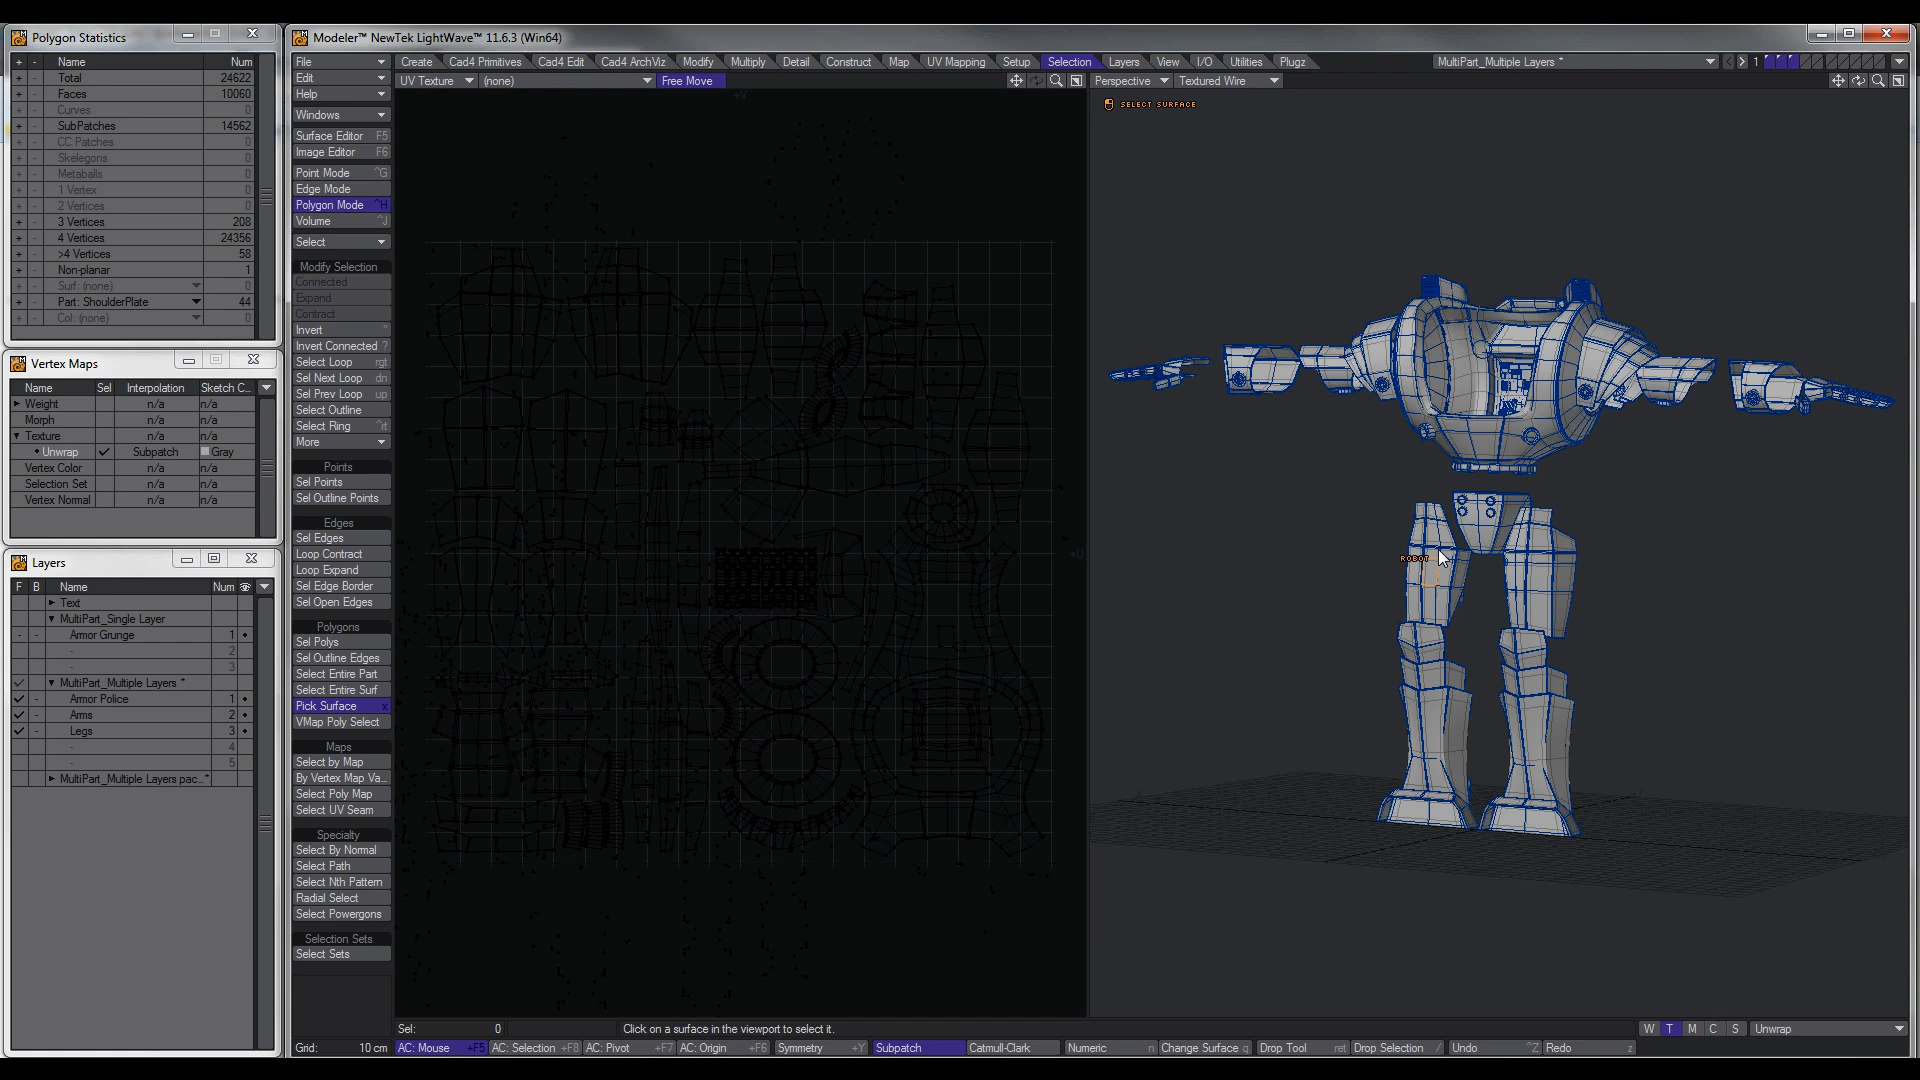 Polygon Statistics
+ - Name Num
+ - Total 24622
+ - Faces 10060
+ - Curves 0
+ - SubPatches 14562
+ - CC Patches 0
+ - Skelegons 0
+ - Metaballs 0
+ - 1 Vertex 0
+ - 2 Vertices 0
+ - 3 Vertices 208
+ - 4 Vertices 24356
+ - >4 Vertices 58
+ - Non-planar 1
+ - Surf: (none) 0
+ - Part: ShoulderPlate 44
+ - Col: (none) 0
Vertex Maps
Name Sel Interpolation Sketch C...
Weight n/a n/a
Morph n/a n/a
Texture n/a n/a
Unwrap Subpatch Gray
Vertex Color n/a n/a
Selection Set n/a n/a
Vertex Normal n/a n/a
Layers
F B Name Num
Text
MultiPart_Single Layer
- - Armor Grunge 1
- 2
- 3
MultiPart_Multiple Layers *
- Armor Police 1
- Arms 2
- Legs 3
- 4
- 5
MultiPart_Multiple Layers pac...*
Modeler™ NewTek LightWave™ 11.6.3 (Win64)
File
Edit
Help
Windows
Surface Editor F5
Image Editor F6
Point Mode ^G
Edge Mode
Polygon Mode ^H
Volume ^J
Select
Modify Selection
Connected
Expand
Contract
Invert "
Invert Connected ?
Select Loop rgt
Sel Next Loop dn
Sel Prev Loop up
Select Outline
Select Ring ^rt
More
Points
Sel Points
Sel Outline Points
Edges
Sel Edges
Loop Contract
Loop Expand
Sel Edge Border
Sel Open Edges
Polygons
Sel Polys
Sel Outline Edges
Select Entire Part
Select Entire Surf
Pick Surface x
VMap Poly Select
Maps
Select by Map
By Vertex Map Va...
Select Poly Map
Select UV Seam
Specialty
Select By Normal
Select Path
Select Nth Pattern
Radial Select
Select Powergons
Selection Sets
Select Sets
Create Cad4 Primitives Cad4 Edit Cad4 ArchViz Modify Multiply Detail Construct Map UV Mapping Setup Selection Layers View I/O Utilities Plugz MultiPart_Multiple Layers * 1
UV Texture (none) Free Move
+V
+U
Perspective Textured Wire
SELECT SURFACE
ROBOT
Sel: 0 Click on a surface in the viewport to select it. W T M C S Unwrap
Grid: 10 cm AC: Mouse +F5 AC: Selection +F8 AC: Pivot +F7 AC: Origin +F6 Symmetry +Y Subpatch Catmull-Clark Numeric n Change Surface q Drop Tool ret Drop Selection / Undo ^Z Redo z